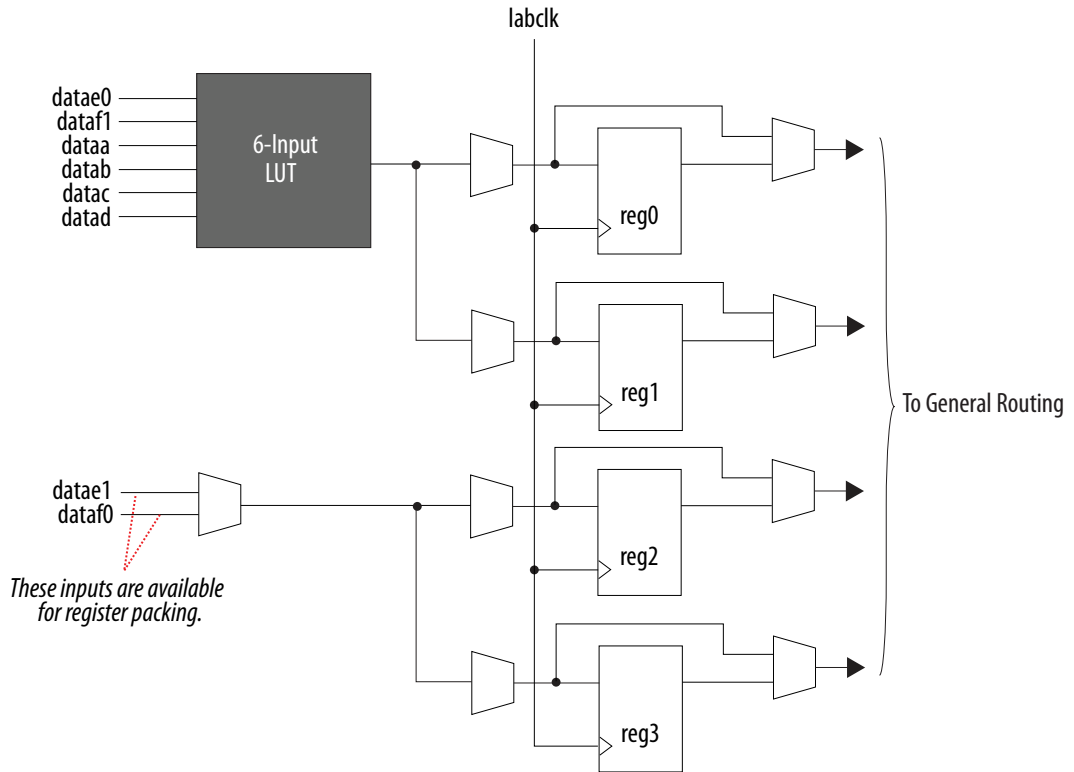 labclk
datae0
dataf1
dataa
datab
datac
datad
6-Input
LUT
reg0
reg1
To General Routing
datae1
dataf0
These inputs are available
for register packing.
reg2
reg3